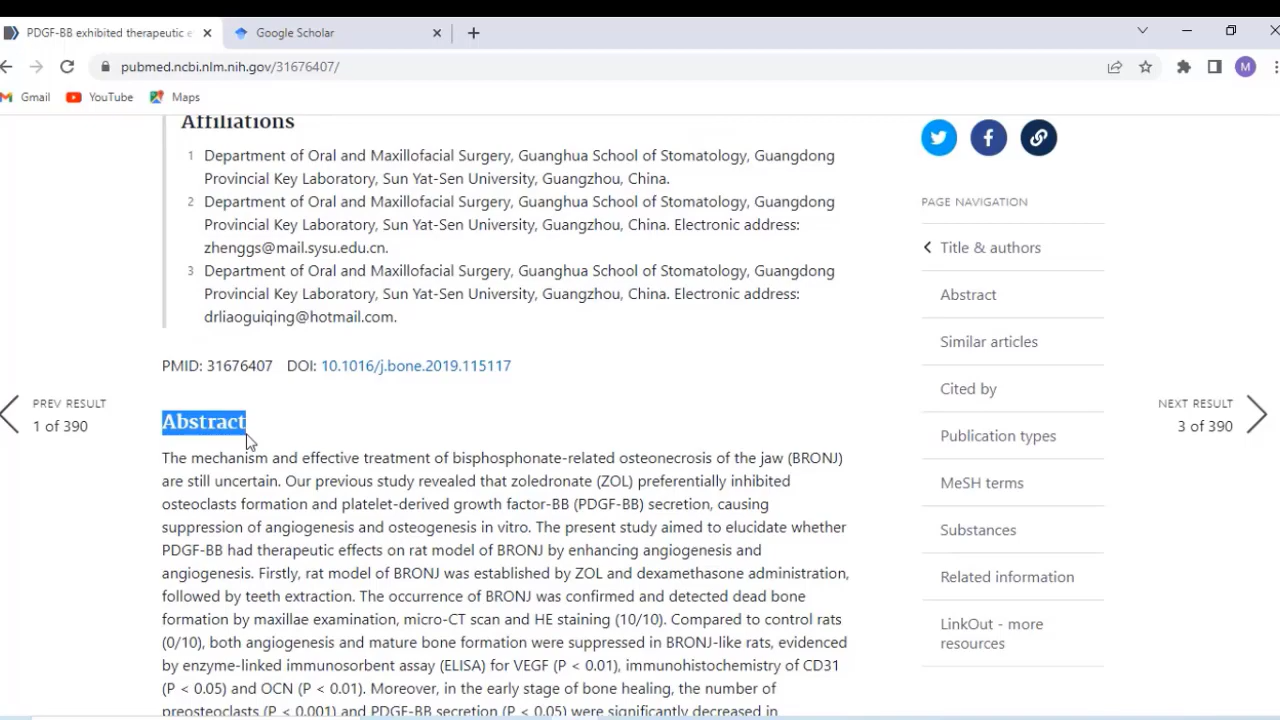 PDGF-BB exhibited therapeutic e
Google Scholar
pubmed.ncbi.nlm.nih.gov/31676407/
M
Gmail
YouTube
Maps
Affiliations
1 Department of Oral and Maxillofacial Surgery, Guanghua School of Stomatology, Guangdong
Provincial Key Laboratory, Sun Yat-Sen University, Guangzhou, China.
2 Department of Oral and Maxillofacial Surgery, Guanghua School of Stomatology, Guangdong
Provincial Key Laboratory, Sun Yat-Sen University, Guangzhou, China. Electronic address:
zhenggs@mail.sysu.edu.cn.
3 Department of Oral and Maxillofacial Surgery, Guanghua School of Stomatology, Guangdong
Provincial Key Laboratory, Sun Yat-Sen University, Guangzhou, China. Electronic address:
drliaoguiqing@hotmail.com.
PMID: 31676407 DOI: 10.1016/j.bone.2019.115117
Abstract
The mechanism and effective treatment of bisphosphonate-related osteonecrosis of the jaw (BRONJ)
are still uncertain. Our previous study revealed that zoledronate (ZOL) preferentially inhibited
osteoclasts formation and platelet-derived growth factor-BB (PDGF-BB) secretion, causing
suppression of angiogenesis and osteogenesis in vitro. The present study aimed to elucidate whether
PDGF-BB had therapeutic effects on rat model of BRONJ by enhancing angiogenesis and
angiogenesis. Firstly, rat model of BRONJ was established by ZOL and dexamethasone administration,
followed by teeth extraction. The occurrence of BRONJ was confirmed and detected dead bone
formation by maxillae examination, micro-CT scan and HE staining (10/10). Compared to control rats
(0/10), both angiogenesis and mature bone formation were suppressed in BRONJ-like rats, evidenced
by enzyme-linked immunosorbent assay (ELISA) for VEGF (P < 0.01), immunohistochemistry of CD31
(P < 0.05) and OCN (P < 0.01). Moreover, in the early stage of bone healing, the number of
preosteoclasts (P < 0.001) and PDGF-BB secretion (P < 0.05) were significantly decreased in
PREV RESULT
1 of 390
NEXT RESULT
3 of 390
PAGE NAVIGATION
Title & authors
Abstract
Similar articles
Cited by
Publication types
MeSH terms
Substances
Related information
LinkOut - more
resources